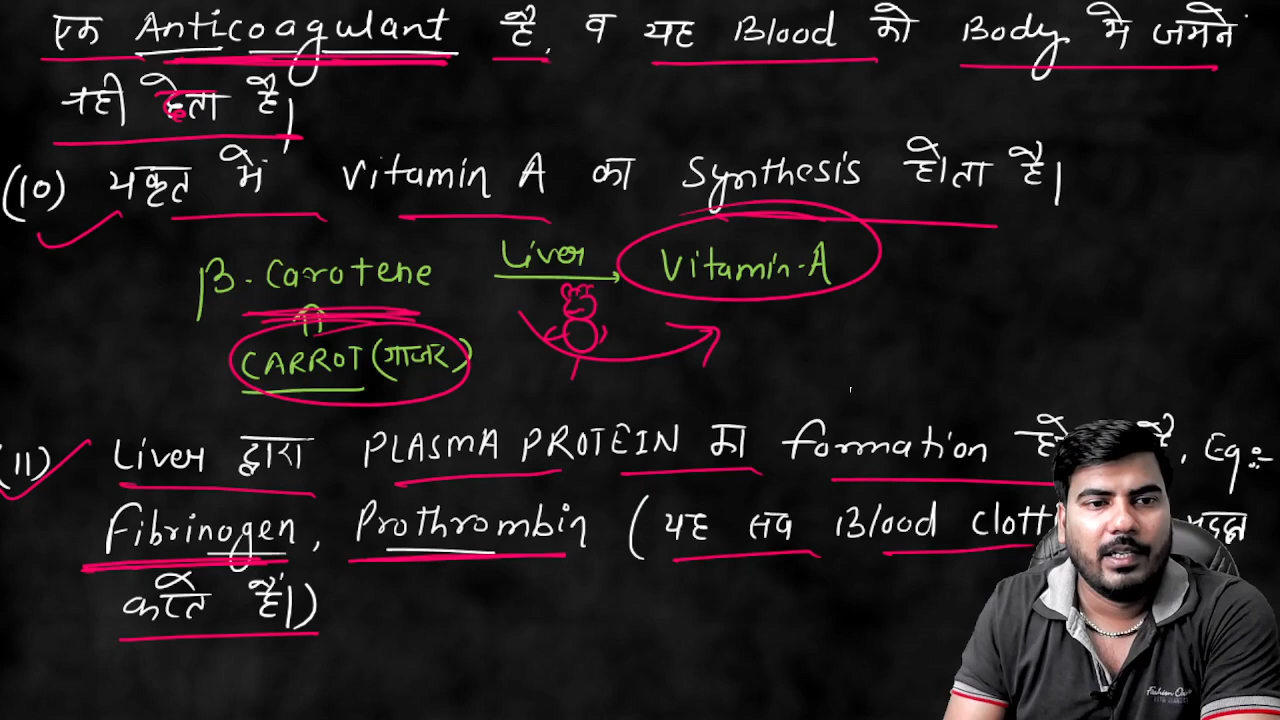 एक Anticoagulant है, व यह Blood को Body में जमने
नही देता है।
(10) यकृत में Vitamin A का Synthesis होता है।
β-Carotene Liver Vitamin-A
CARROT (गाजर)
(11) Liver द्वारा PLASMA PROTEIN का formation है, Eg:-
Fibrinogen, Prothrombin (यह सब Blood
करते हैं।)